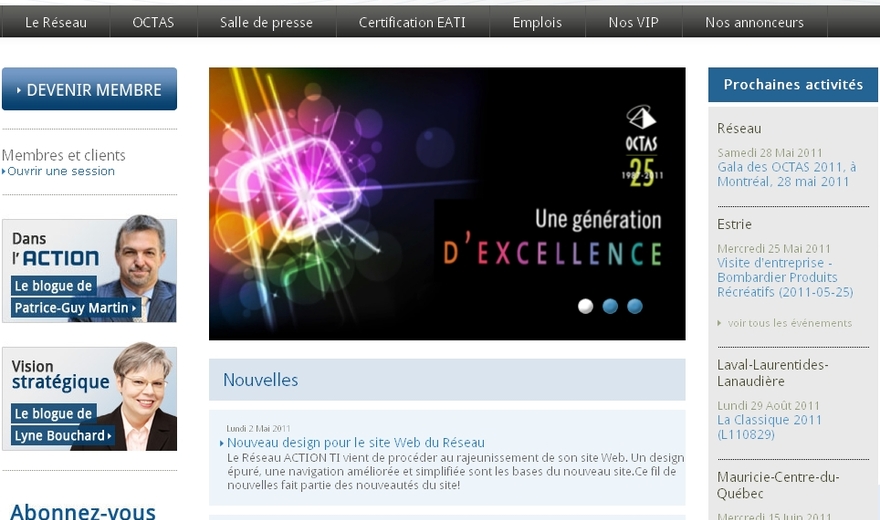 Le Réseau
OCTAS
Salle de presse
Certification EATI
Emplois
Nos VIP
Nos annonceurs
DEVENIR MEMBRE
Membres et clients
Ouvrir une session
Dans
l'ACTION
Le blogue de
Patrice-Guy Martin
Vision
stratégique
Le blogue de
Lyne Bouchard
Abonnez-vous
OCTAS
1987-2011
25
Une génération
D'EXCELLENCE
Nouvelles
Lundi 2 Mai 2011
Nouveau design pour le site Web du Réseau
Le Réseau ACTION TI vient de procéder au rajeunissement de son site Web. Un design
épuré, une navigation améliorée et simplifiée sont les bases du nouveau site.Ce fil de
nouvelles fait partie des nouveautés du site!
Prochaines activités
Réseau
Samedi 28 Mai 2011
Gala des OCTAS 2011, à
Montréal, 28 mai 2011
Estrie
Mercredi 25 Mai 2011
Visite d'entreprise -
Bombardier Produits
Récréatifs (2011-05-25)
voir tous les événements
Laval-Laurentides-
Lanaudière
Lundi 29 Août 2011
La Classique 2011
(L110829)
Mauricie-Centre-du-
Québec
Mercredi 15 Juin 2011